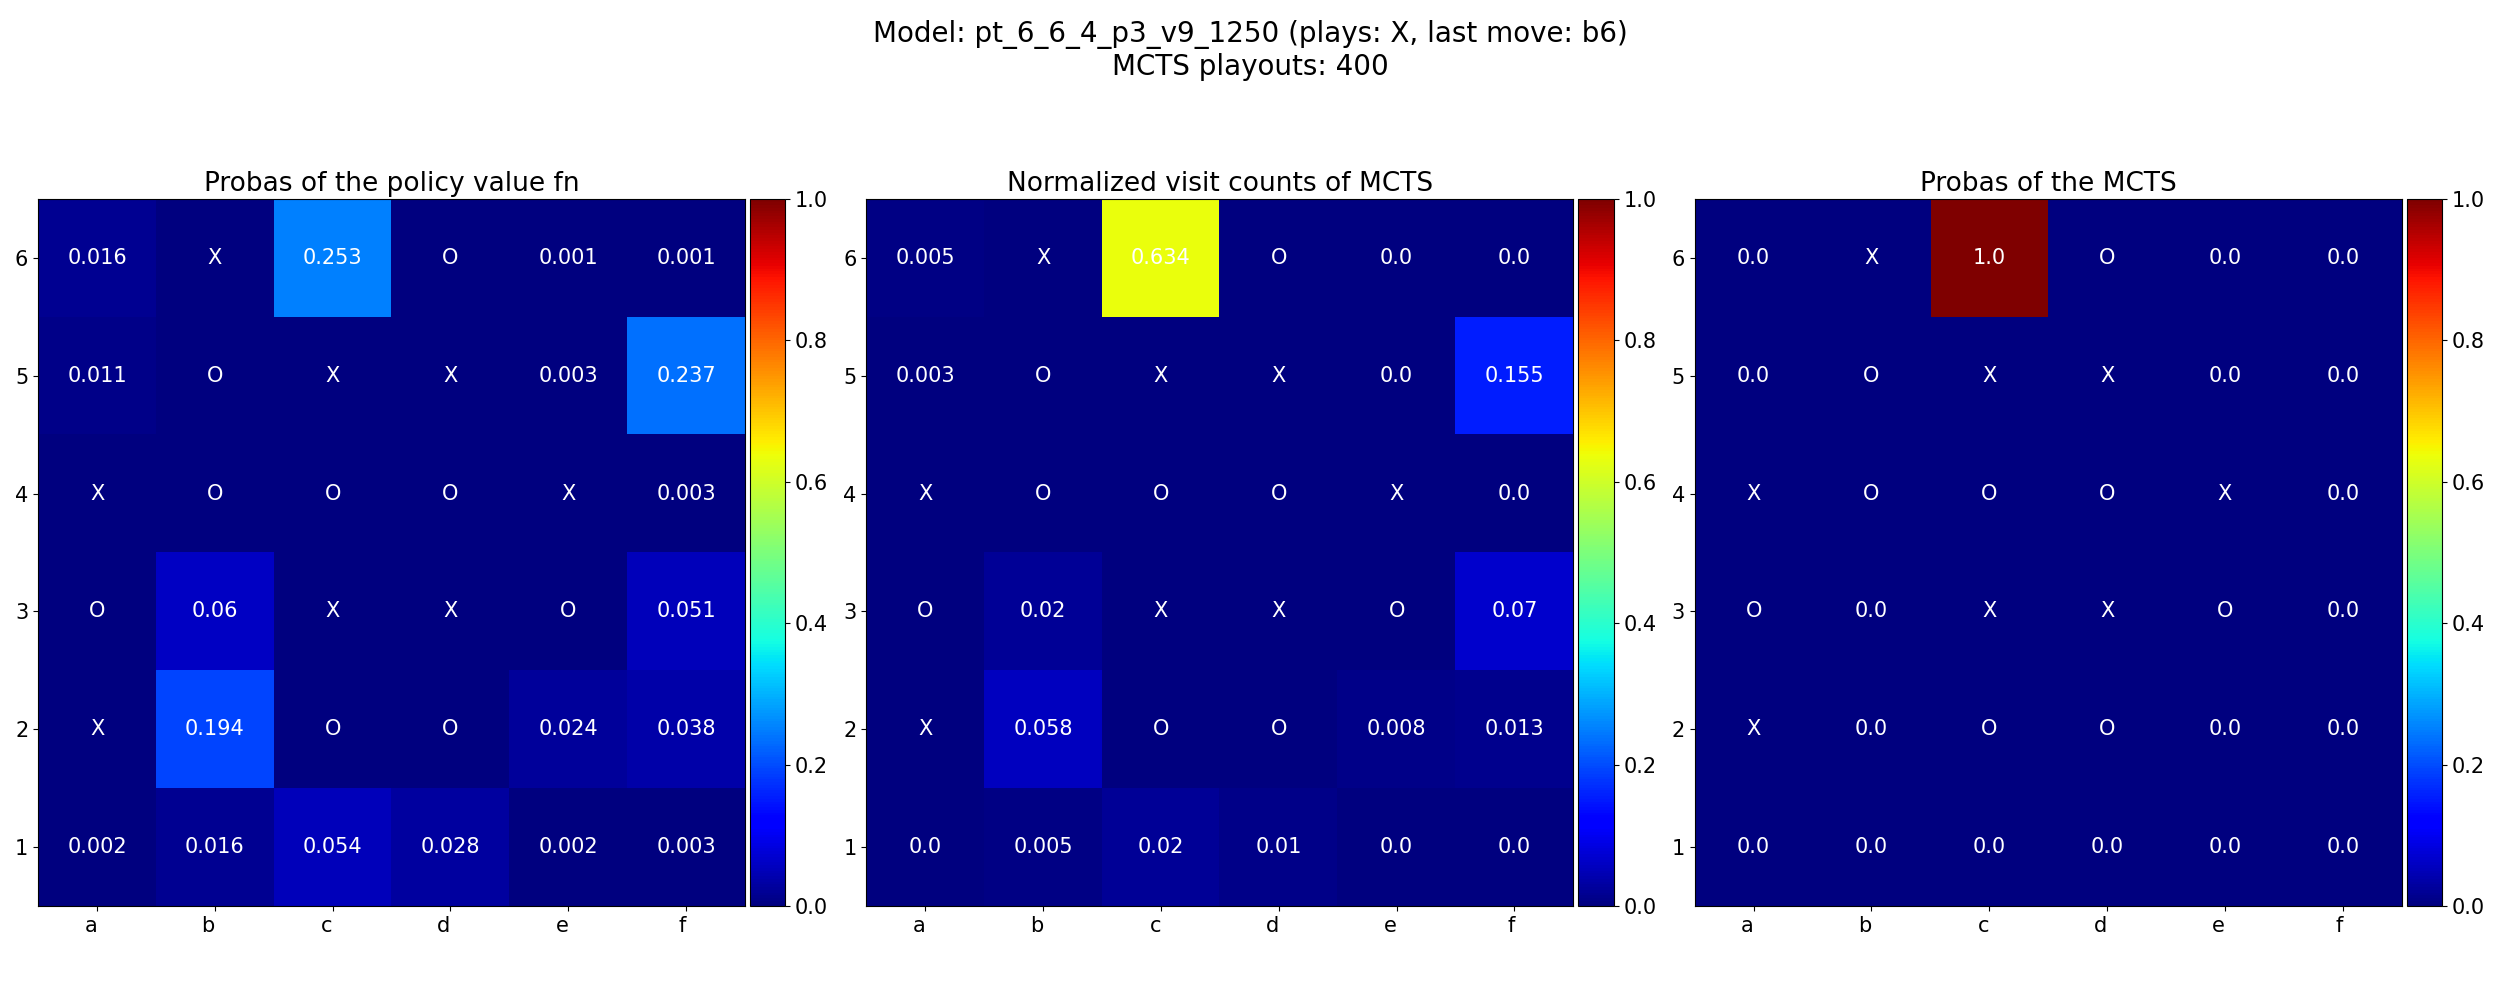 Model: pt_6_6_4_p3_v9_1250 (plays: X, last move: b6)
MCTS playouts: 400
Probas of the policy value fn
6 0.016 X 0.253 O 0.001 0.001
5 0.011 O X X 0.003 0.237
4 X O O O X 0.003
3 O 0.06 X X O 0.051
2 X 0.194 O O 0.024 0.038
1 0.002 0.016 0.054 0.028 0.002 0.003
a b c d e f
1.0
0.8
0.6
0.4
0.2
0.0
Normalized visit counts of MCTS
6 0.005 X 0.634 O 0.0 0.0
5 0.003 O X X 0.0 0.155
4 X O O O X 0.0
3 O 0.02 X X O 0.07
2 X 0.058 O O 0.008 0.013
1 0.0 0.005 0.02 0.01 0.0 0.0
a b c d e f
1.0
0.8
0.6
0.4
0.2
0.0
Probas of the MCTS
6 0.0 X 1.0 O 0.0 0.0
5 0.0 O X X 0.0 0.0
4 X O O O X 0.0
3 O 0.0 X X O 0.0
2 X 0.0 O O 0.0 0.0
1 0.0 0.0 0.0 0.0 0.0 0.0
a b c d e f
1.0
0.8
0.6
0.4
0.2
0.0